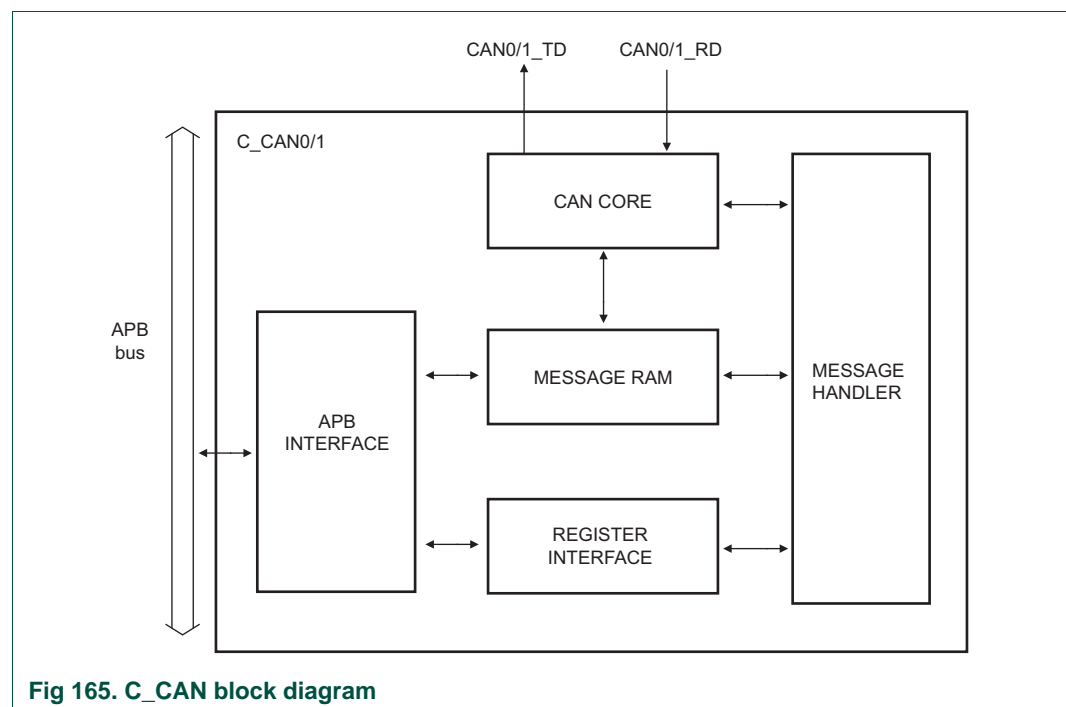 CAN0/1_TD
CAN0/1_RD
C_CAN0/1
CAN CORE
APB
bus
MESSAGE RAM
MESSAGE
HANDLER
APB
INTERFACE
REGISTER
INTERFACE
Fig 165. C_CAN block diagram